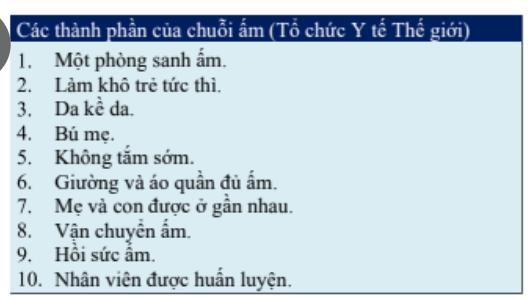 Các thành phần của chuỗi ấm (Tổ chức Y tế Thế giới)
1. Một phòng sanh ấm.
2. Làm khô trẻ tức thì.
3. Da kề da.
4. Bú mẹ.
5. Không tắm sớm.
6. Giường và áo quần đủ ấm.
7. Mẹ và con được ở gần nhau.
8. Vận chuyển ấm.
9. Hồi sức ấm.
10. Nhân viên được huấn luyện.